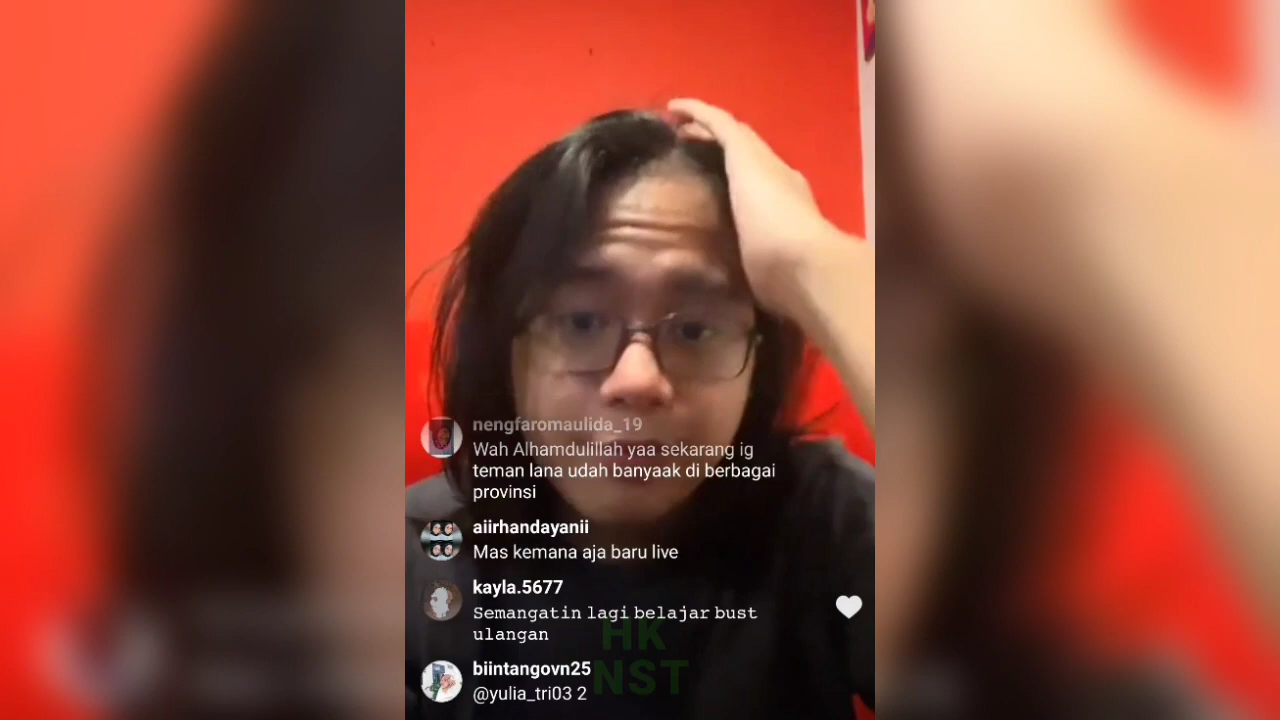 nengfaromaulida_19
Wah Alhamdulillah yaa sekarang ig
teman lana udah banyaak di berbagai
provinsi
aiirhandayanii
Mas kemana aja baru live
kayla.5677
Semangatin lagi belajar bust
ulangan
HK
NST
biintangovn25
@yulia_tri03 2